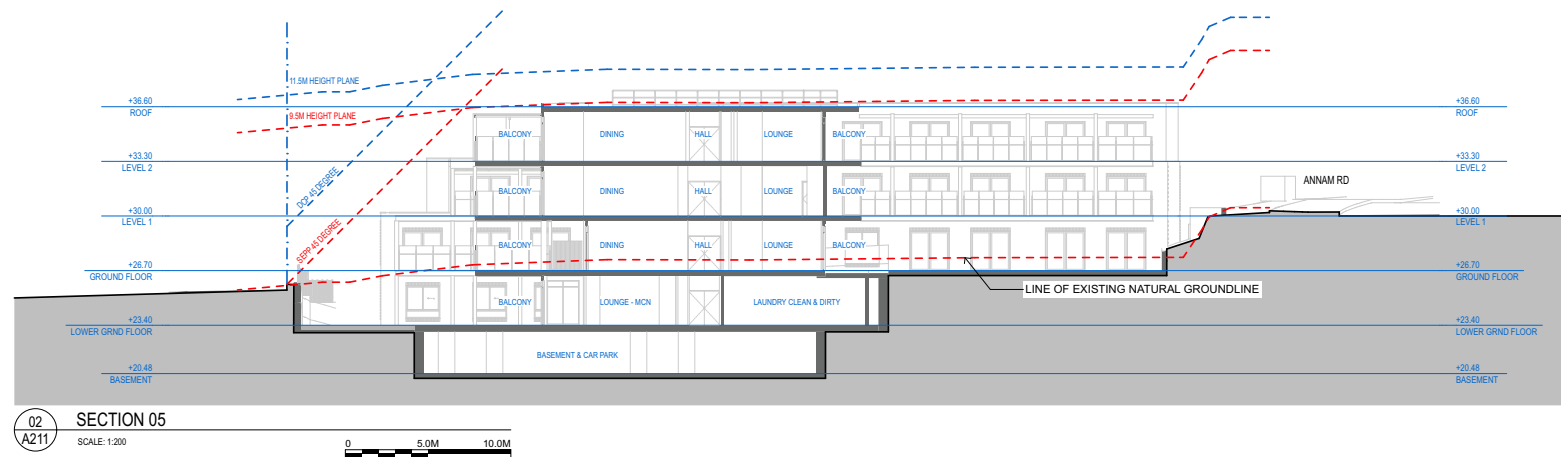 11.5M HEIGHT PLANE
+36.60
ROOF
9.5M HEIGHT PLANE
+36.60
ROOF
BALCONY DINING HALL LOUNGE BALCONY
+33.30
LEVEL 2
+33.30
LEVEL 2
DCP 45 DEGREE
ANNAM RD
BALCONY DINING HALL LOUNGE BALCONY
+30.00
LEVEL 1
+30.00
LEVEL 1
SEPP 45 DEGREE
BALCONY DINING HALL LOUNGE BALCONY
+26.70
GROUND FLOOR
+26.70
GROUND FLOOR
LINE OF EXISTING NATURAL GROUNDLINE
BALCONY LOUNGE - MCN LAUNDRY CLEAN & DIRTY
+23.40
LOWER GRND FLOOR
+23.40
LOWER GRND FLOOR
BASEMENT & CAR PARK
+20.48
BASEMENT
+20.48
BASEMENT
02
A211
SECTION 05
SCALE: 1:200
0 5.0M 10.0M